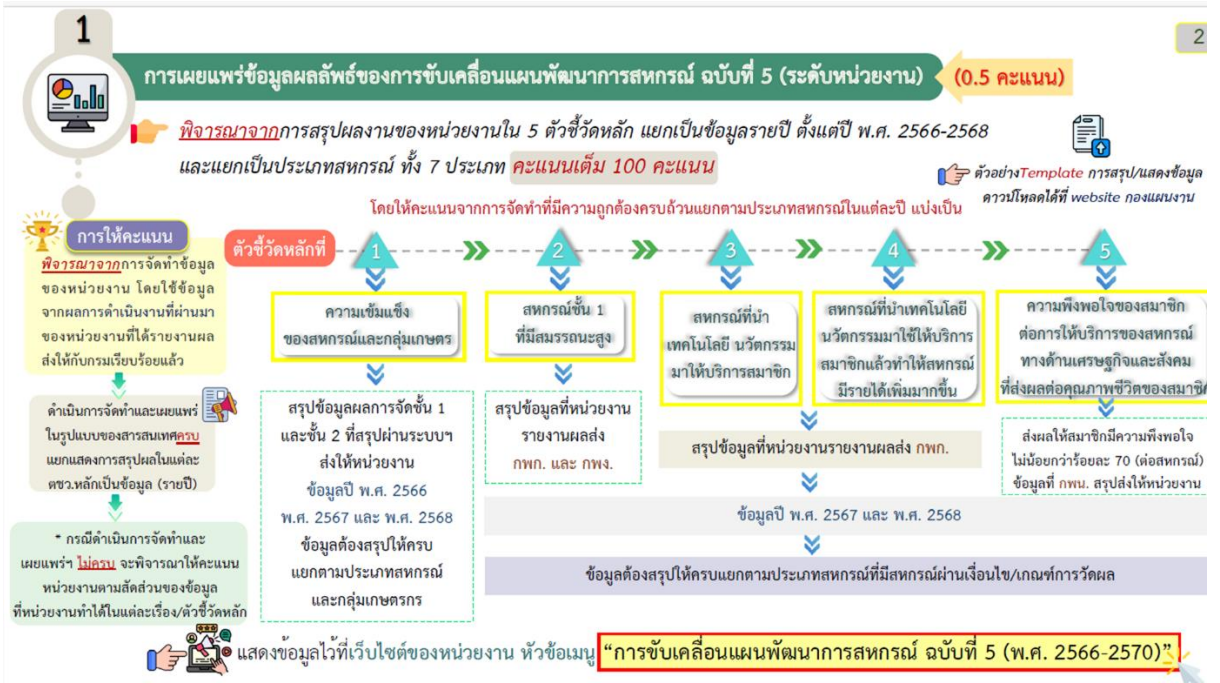 1
2
การเผยแพร่ข้อมูลผลลัพธ์ของการขับเคลื่อนแผนพัฒนาการสหกรณ์ ฉบับที่ 5 (ระดับหน่วยงาน)
(0.5 คะแนน)
พิจารณาจากการสรุปผลงานของหน่วยงานใน 5 ตัวชี้วัดหลัก แยกเป็นข้อมูลรายปี ตั้งแต่ปี พ.ศ. 2566-2568
และแยกเป็นประเภทสหกรณ์ ทั้ง 7 ประเภท คะแนนเต็ม 100 คะแนน
ตัวอย่างTemplate การสรุป/แสดงข้อมูล
ดาวน์โหลดได้ที่ website กองแผนงาน
โดยให้คะแนนจากการจัดทำที่มีความถูกต้องครบถ้วนแยกตามประเภทสหกรณ์ในแต่ละปี แบ่งเป็น
การให้คะแนน
พิจารณาจากการจัดทำข้อมูล
ของหน่วยงาน โดยใช้ข้อมูล
จากผลการดำเนินงานที่ผ่านมา
ของหน่วยงานที่ได้รายงานผล
ส่งให้กับกรมเรียบร้อยแล้ว
ดำเนินการจัดทำและเผยแพร่
ในรูปแบบของสารสนเทศครบ
แยกแสดงการสรุปผลในแต่ละ
ตชว.หลักเป็นข้อมูล (รายปี)
* กรณีดำเนินการจัดทำและ
เผยแพร่ฯ ไม่ครบ จะพิจารณาให้คะแนน
หน่วยงานตามสัดส่วนของข้อมูล
ที่หน่วยงานทำได้ในแต่ละเรื่อง/ตัวชี้วัดหลัก
ตัวชี้วัดหลักที่
1
2
3
4
5
ความเข้มแข็ง
ของสหกรณ์และกลุ่มเกษตร
สรุปข้อมูลผลการจัดชั้น 1
และชั้น 2 ที่สรุปผ่านระบบฯ
ส่งให้หน่วยงาน
ข้อมูลปี พ.ศ. 2566
พ.ศ. 2567 และ พ.ศ. 2568
ข้อมูลต้องสรุปให้ครบ
แยกตามประเภทสหกรณ์
และกลุ่มเกษตรกร
สหกรณ์ชั้น 1
ที่มีสมรรถนะสูง
สรุปข้อมูลที่หน่วยงาน
รายงานผลส่ง
กพก. และ กพง.
สหกรณ์ที่นำ
เทคโนโลยี นวัตกรรม
มาให้บริการสมาชิก
สหกรณ์ที่นำเทคโนโลยี
นวัตกรรมมาใช้ให้บริการ
สมาชิกแล้วทำให้สหกรณ์
มีรายได้เพิ่มมากขึ้น
สรุปข้อมูลที่หน่วยงานรายงานผลส่ง กพก.
ความพึงพอใจของสมาชิก
ต่อการให้บริการของสหกรณ์
ทางด้านเศรษฐกิจและสังคม
ที่ส่งผลต่อคุณภาพชีวิตของสมาชิก
ส่งผลให้สมาชิกมีความพึงพอใจ
ไม่น้อยกว่าร้อยละ 70 (ต่อสหกรณ์)
ข้อมูลที่ กพน. สรุปส่งให้หน่วยงาน
ข้อมูลปี พ.ศ. 2567 และ พ.ศ. 2568
ข้อมูลต้องสรุปให้ครบแยกตามประเภทสหกรณ์ที่มีสหกรณ์ผ่านเงื่อนไข/เกณฑ์การวัดผล
แสดงข้อมูลไว้ที่เว็บไซต์ของหน่วยงาน หัวข้อเมนู "การขับเคลื่อนแผนพัฒนาการสหกรณ์ ฉบับที่ 5 (พ.ศ. 2566-2570)"